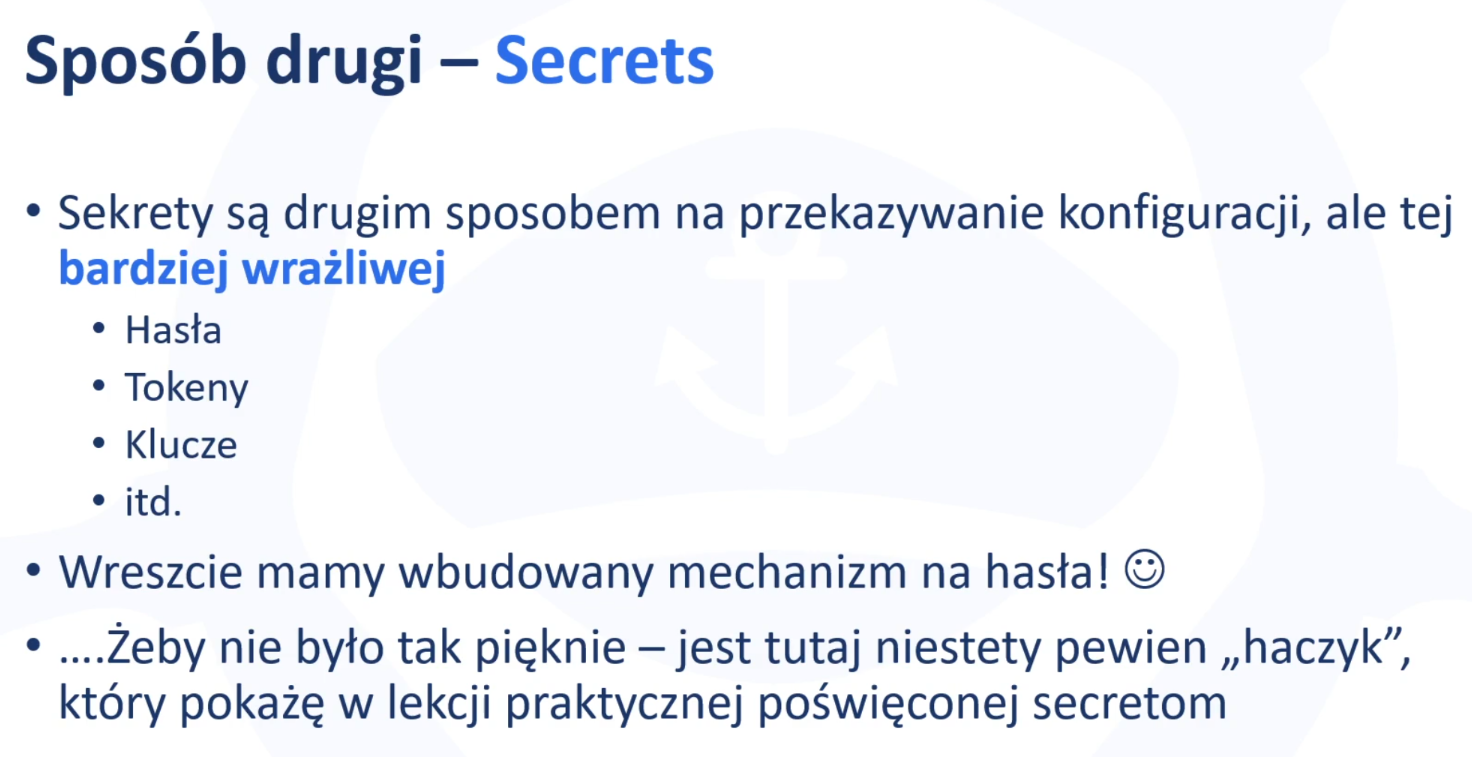 Sposób drugi – Secrets
• Sekrety są drugim sposobem na przekazywanie konfiguracji, ale tej
bardziej wrażliwej
• Hasła
• Tokeny
• Klucze
• itd.
• Wreszcie mamy wbudowany mechanizm na hasła! ☺
• ....Żeby nie było tak pięknie – jest tutaj niestety pewien „haczyk”,
który pokażę w lekcji praktycznej poświęconej secretom